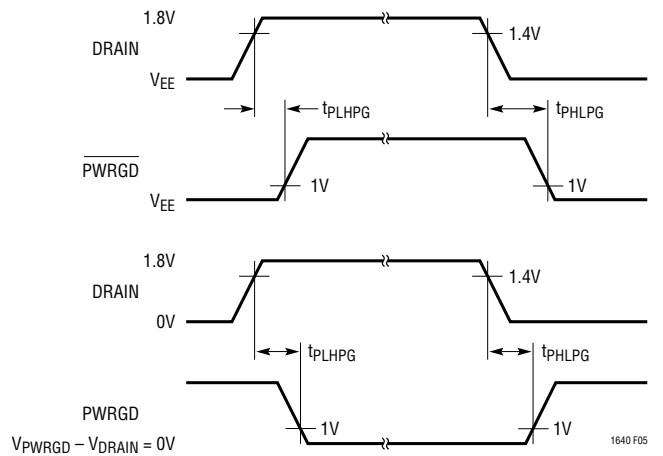 1.8V
DRAIN
1.4V
VEE
tPLHPG
tPHLPG
PWRGD
1V
1V
VEE
1.8V
DRAIN
1.4V
0V
tPLHPG
tPHLPG
PWRGD
1V
1V
VPWRGD – VDRAIN = 0V
1640 F05